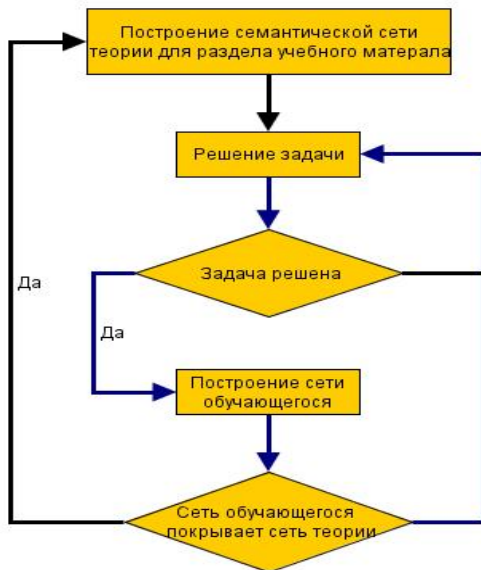 Построение семантической сети
теории для раздела учебного матерала
Решение задачи
Задача решена
Да
Да
Построение сети
обучающегося
Сеть обучающегося
покрывает сеть теории